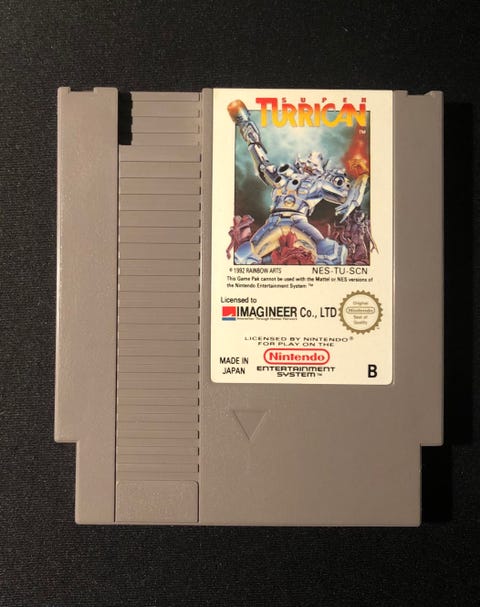 SUPER
TURRICAN
TM
© 1992 RAINBOW ARTS NES-TU-SCN
This Game Pak cannot be used with the Mattel or NES versions of
the Nintendo Entertainment System™
Licensed to
IMAGINEER Co., LTD
Original
Nintendo
Seal of
Quality
LICENSED BY NINTENDO®
FOR PLAY ON THE
Nintendo
ENTERTAINMENT
SYSTEM™
MADE IN
JAPAN
B